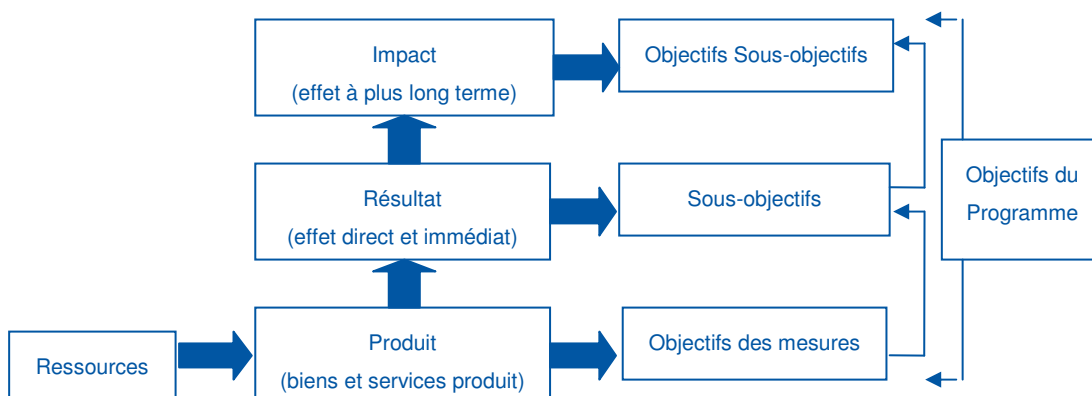 Impact
(effet à plus long terme)
Objectifs Sous-objectifs
Résultat
(effet direct et immédiat)
Sous-objectifs
Objectifs du
Programme
Ressources
Produit
(biens et services produit)
Objectifs des mesures